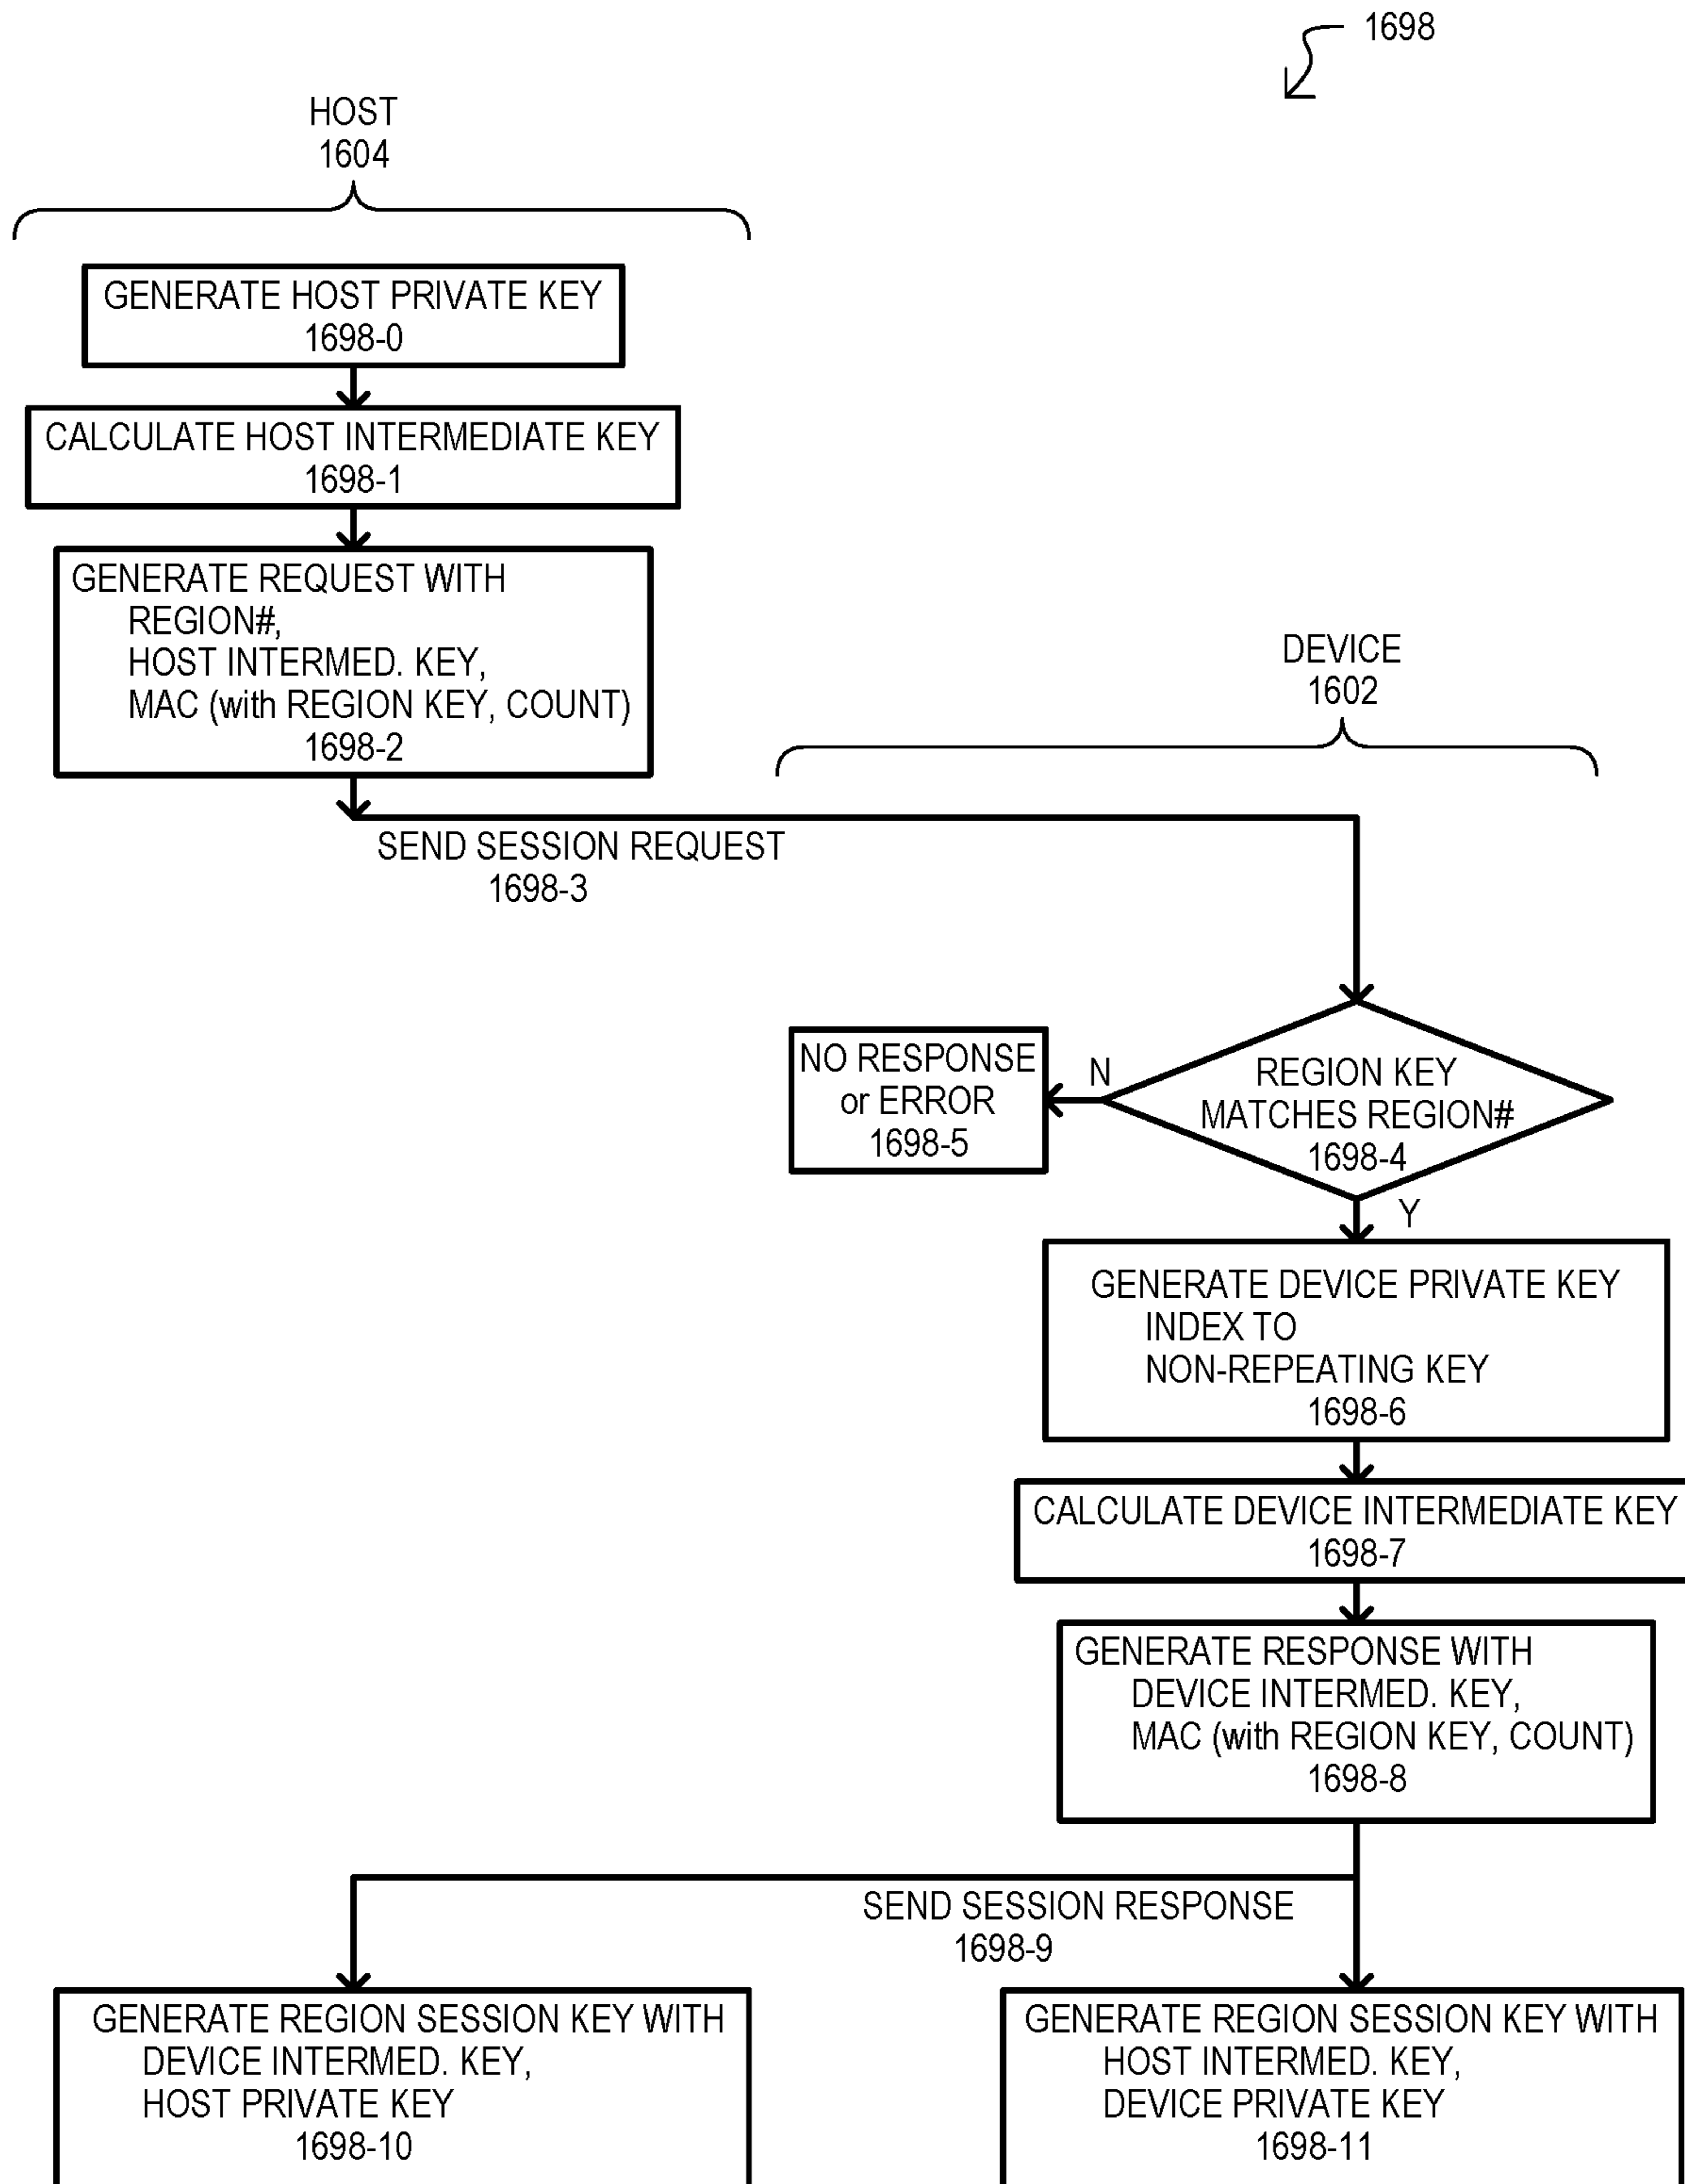 1698
HOST
1604
GENERATE HOST PRIVATE KEY
1698-0
CALCULATE HOST INTERMEDIATE KEY
1698-1
GENERATE REQUEST WITH
REGION#,
HOST INTERMED. KEY,
MAC (with REGION KEY, COUNT)
1698-2
DEVICE
1602
SEND SESSION REQUEST
1698-3
NO RESPONSE
or ERROR
1698-5
N
REGION KEY
MATCHES REGION#
1698-4
Y
GENERATE DEVICE PRIVATE KEY
INDEX TO
NON-REPEATING KEY
1698-6
CALCULATE DEVICE INTERMEDIATE KEY
1698-7
GENERATE RESPONSE WITH
DEVICE INTERMED. KEY,
MAC (with REGION KEY, COUNT)
1698-8
SEND SESSION RESPONSE
1698-9
GENERATE REGION SESSION KEY WITH
DEVICE INTERMED. KEY,
HOST PRIVATE KEY
1698-10
GENERATE REGION SESSION KEY WITH
HOST INTERMED. KEY,
DEVICE PRIVATE KEY
1698-11